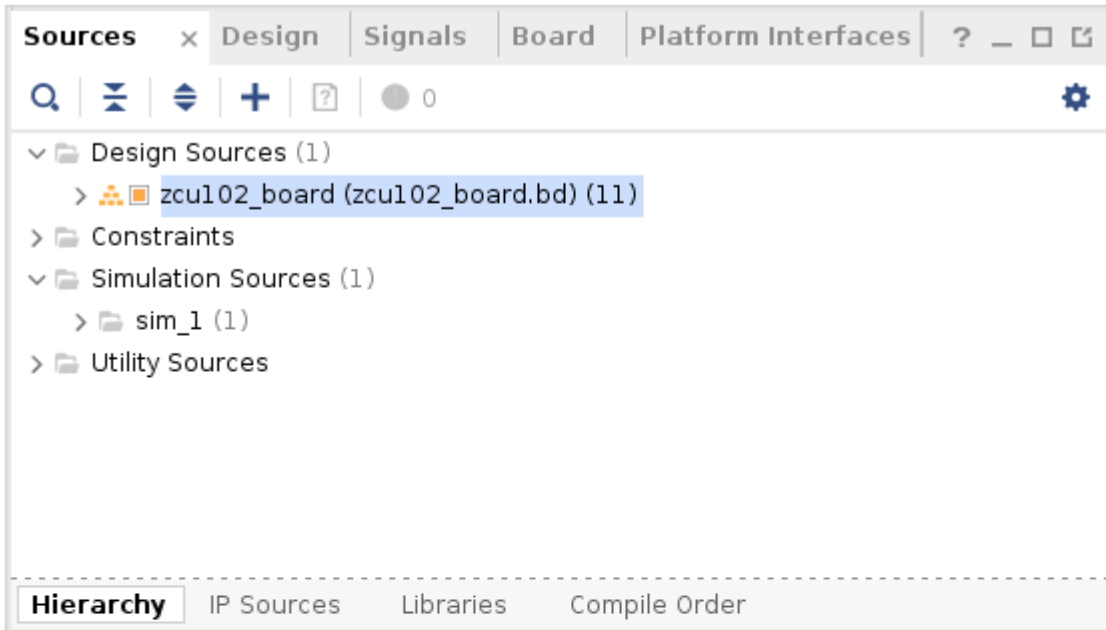 Sources × Design Signals Board Platform Interfaces ?
? 0
Design Sources (1)
zcu102_board (zcu102_board.bd) (11)
Constraints
Simulation Sources (1)
sim_1 (1)
Utility Sources
Hierarchy IP Sources Libraries Compile Order